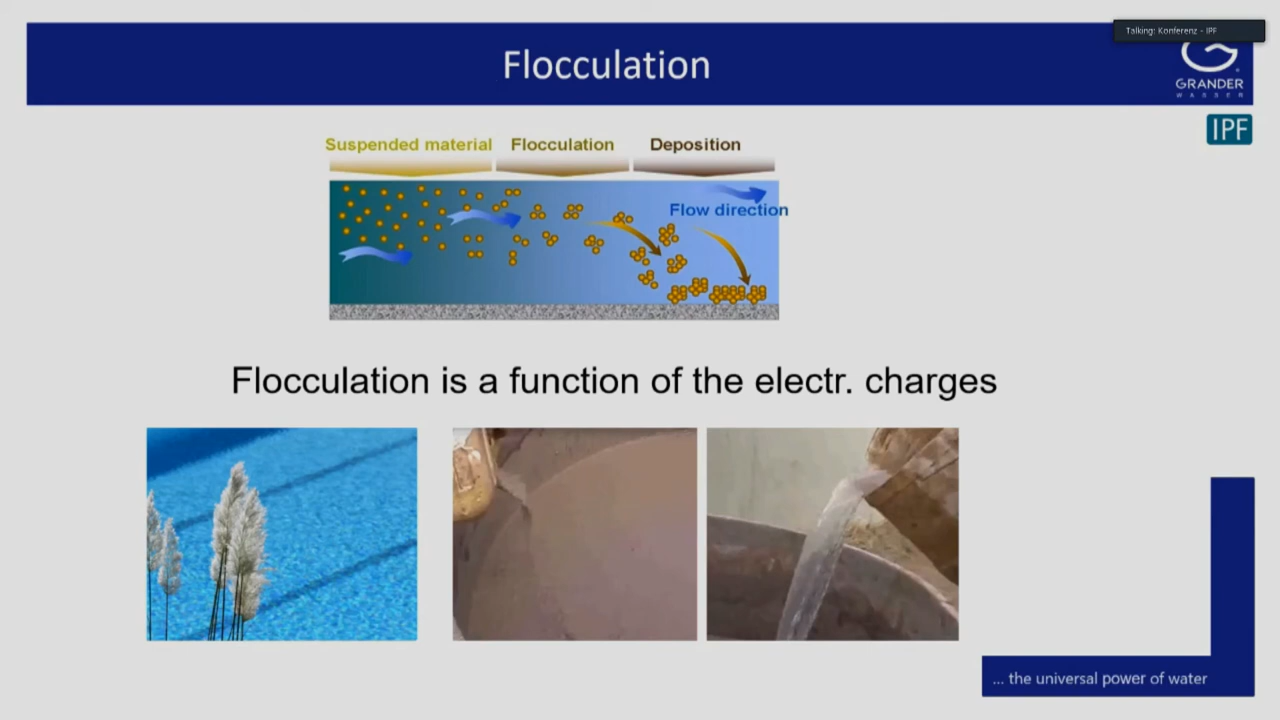 Talking: Konferenz - IPF
Flocculation
GRANDER
WASSER
IPF
Suspended material
Flocculation
Deposition
Flow direction
Flocculation is a function of the electr. charges
... the universal power of water